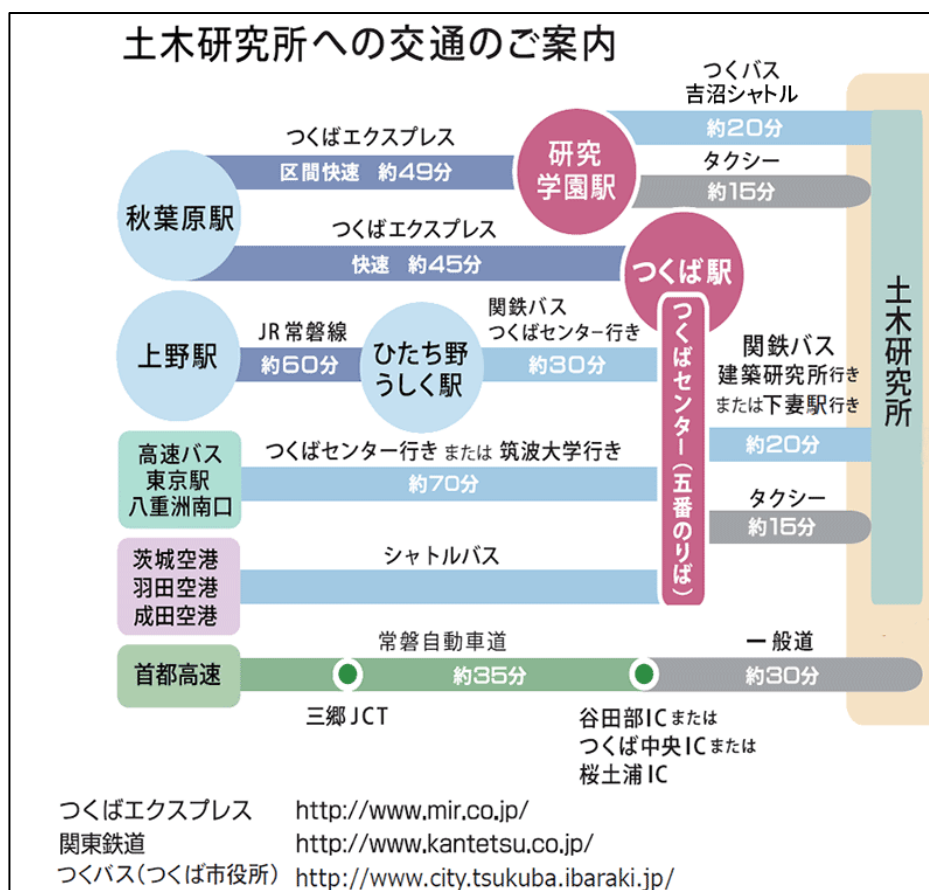 土木研究所への交通のご案内
つくバス
吉沼シャトル
約20分
つくばエクスプレス
区間快速 約49分
研究
学園駅
タクシー
約15分
秋葉原駅
つくばエクスプレス
快速 約45分
つくば駅
上野駅
JR常磐線
約60分
ひたち野
うしく駅
関鉄バス
つくばセンター行き
約30分
つくばセンター(五番のりば)
関鉄バス
建築研究所行き
または下妻駅行き
約20分
土木研究所
高速バス
東京駅
八重洲南口
つくばセンター行き または 筑波大学行き
約70分
タクシー
約15分
茨城空港
羽田空港
成田空港
シャトルバス
首都高速
常磐自動車道
約35分
一般道
約30分
三郷JCT
谷田部ICまたは
つくば中央ICまたは
桜土浦IC
つくばエクスプレス http://www.mir.co.jp/
関東鉄道 http://www.kantetsu.co.jp/
つくバス(つくば市役所) http://www.city.tsukuba.ibaraki.jp/